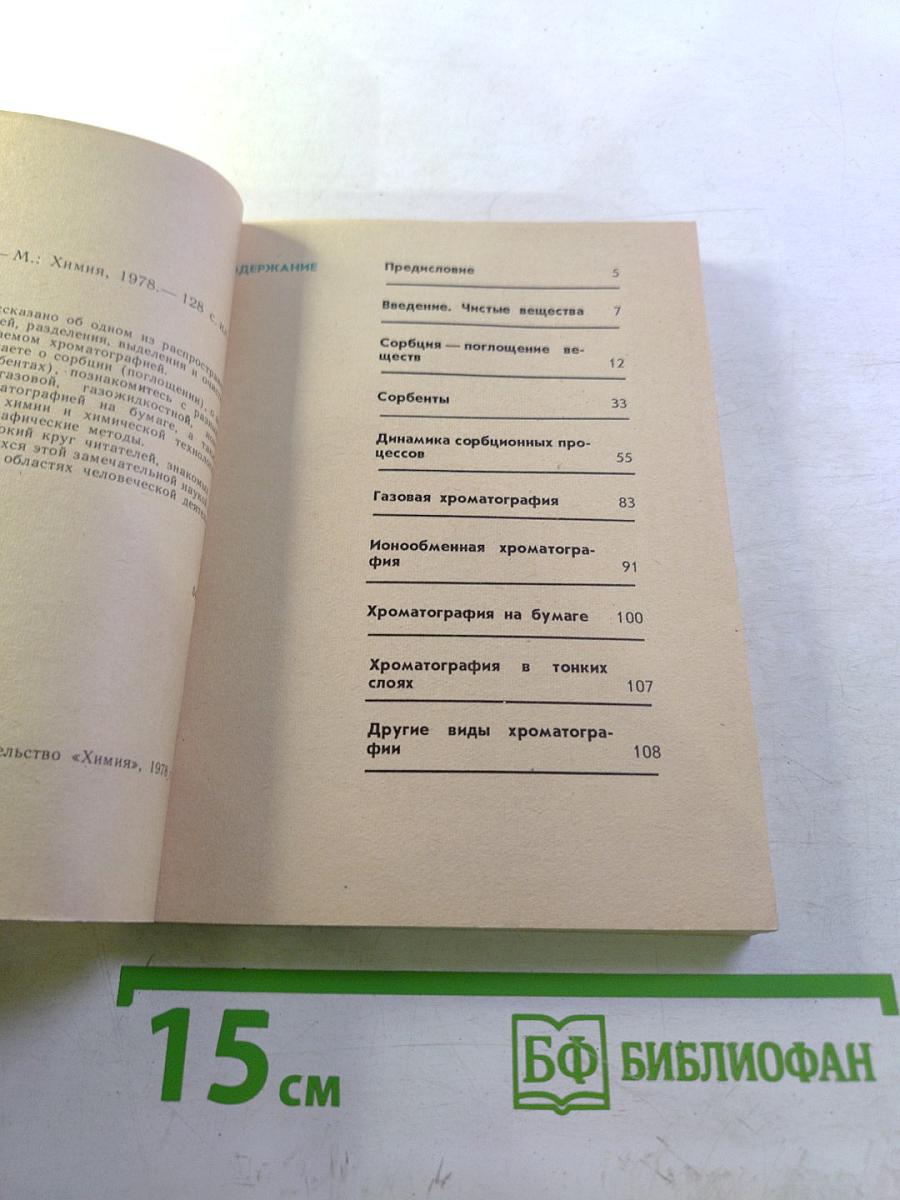 — М.: Химия, 1978.— 128 с.
сказано об одном из
ей, разделения, выделения и
аемом хроматографией.
аете о сорбции (поглощении),
бентах), познакомитесь с
газовой, газожидкостной,
атографией на бумаге, а
химии и химической
афические методы.
окий круг читателей,
хся этой замечательной
областях человеческой
ельство «Химия», 1978
ОДЕРЖАНИЕ
Предисловие 5
Введение. Чистые вещества 7
Сорбция — поглощение ве-
ществ 12
Сорбенты 33
Динамика сорбционных про-
цессов 55
Газовая хроматография 83
Ионообменная хроматогра-
фия 91
Хроматография на бумаге 100
Хроматография в тонких
слоях 107
Другие виды хроматогра-
фии 108
15 см
БФ БИБЛИОФАН